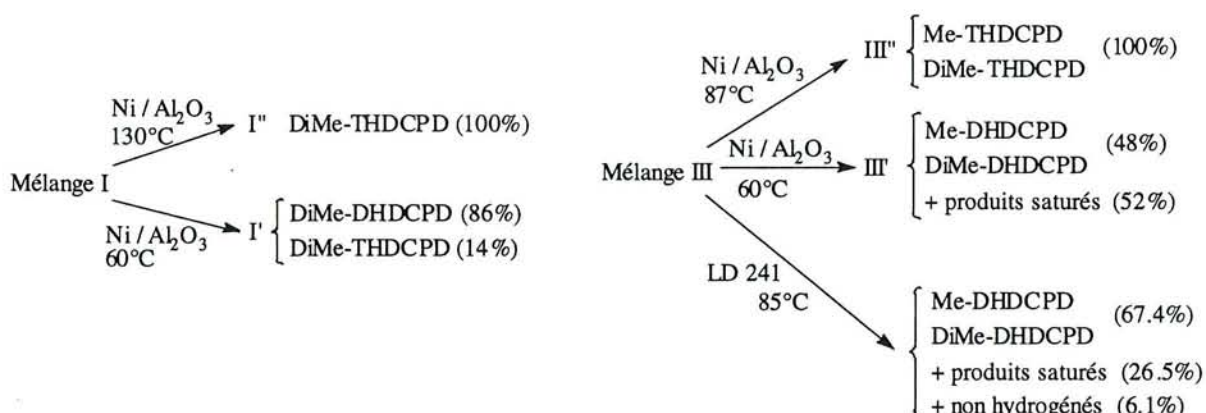 Ni / Al₂O₃
130°C
I" DiMe-THDCPD (100%)
Mélange I
Ni / Al₂O₃
60°C
I' DiMe-DHDCPD (86%)
DiMe-THDCPD (14%)
Ni / Al₂O₃
87°C
III" Me-THDCPD (100%)
DiMe-THDCPD
Mélange III
Ni / Al₂O₃
60°C
III' Me-DHDCPD (48%)
DiMe-DHDCPD
+ produits saturés (52%)
LD 241
85°C
Me-DHDCPD (67.4%)
DiMe-DHDCPD
+ produits saturés (26.5%)
+ non hydrogénés (6.1%)